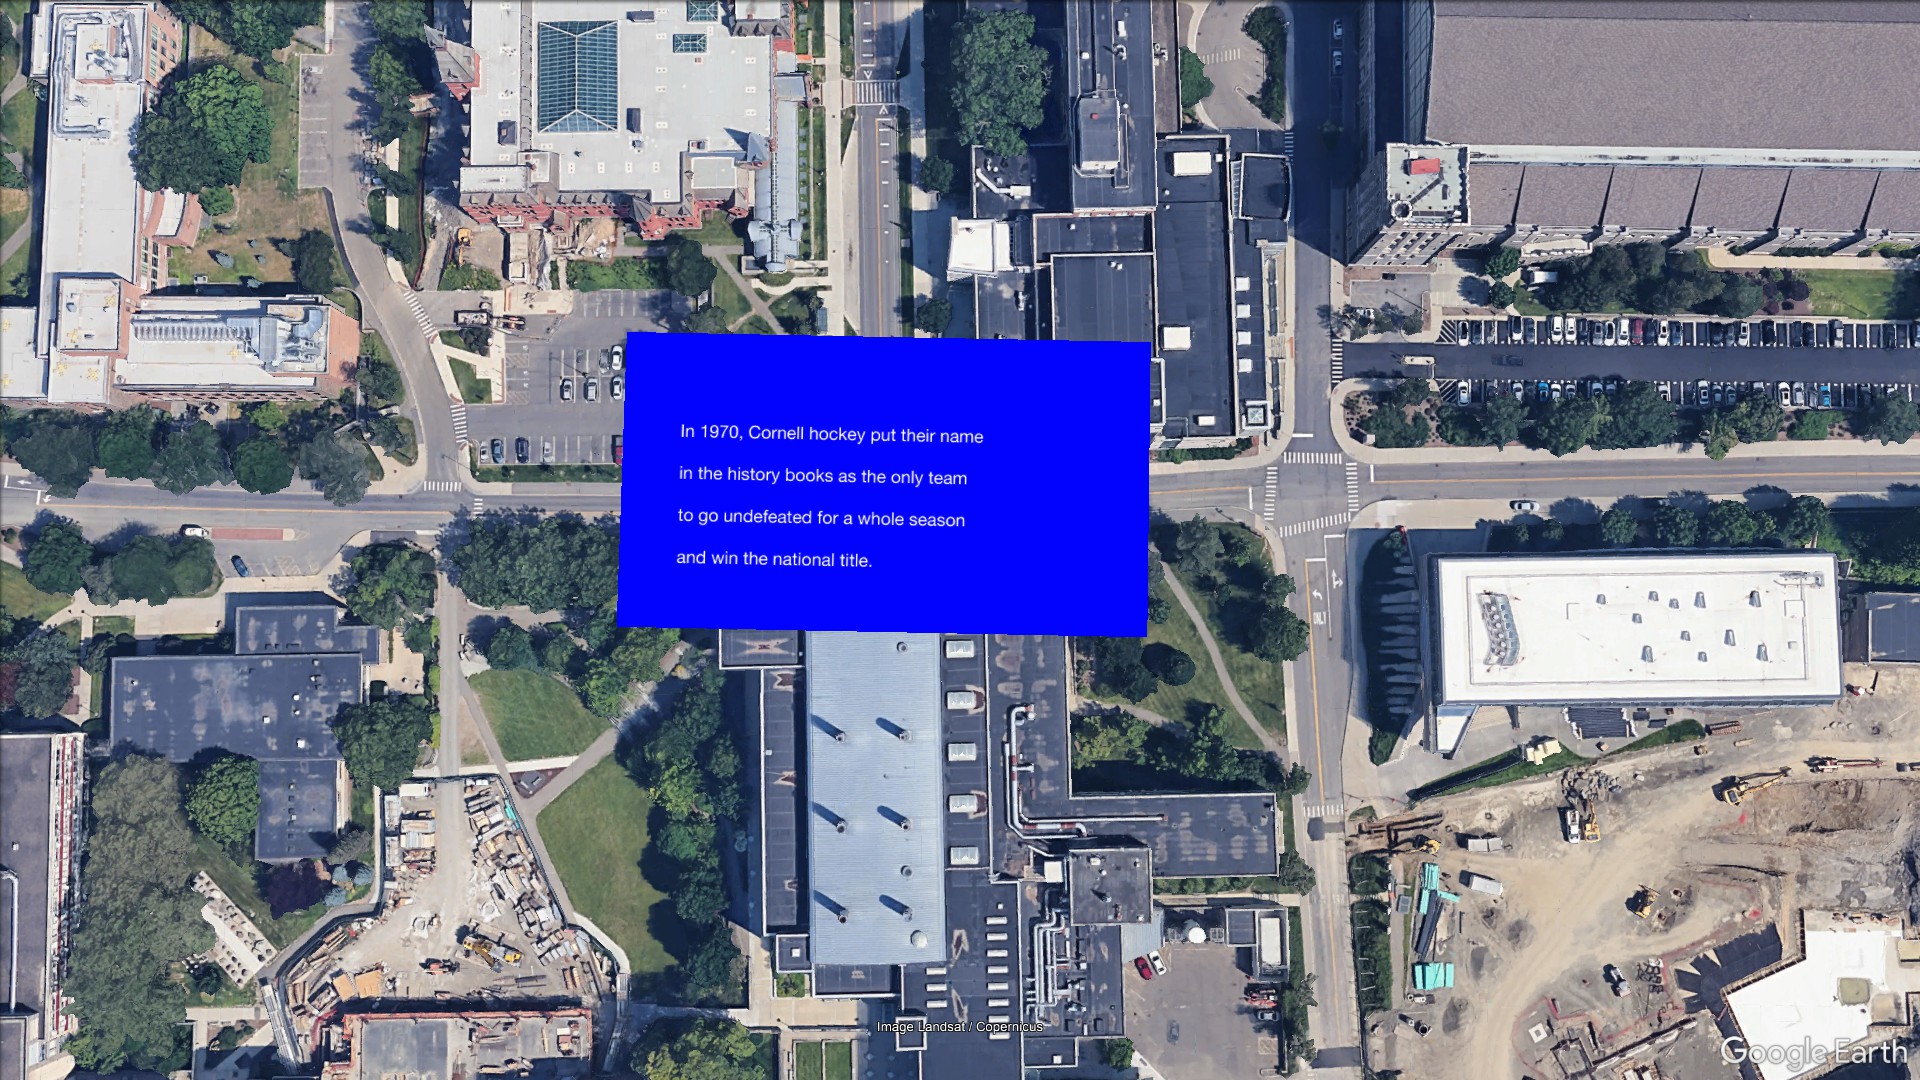 In 1970, Cornell hockey put their name
in the history books as the only team
to go undefeated for a whole season
and win the national title.
ONLY
Image Landsat / Copernicus
Google Earth